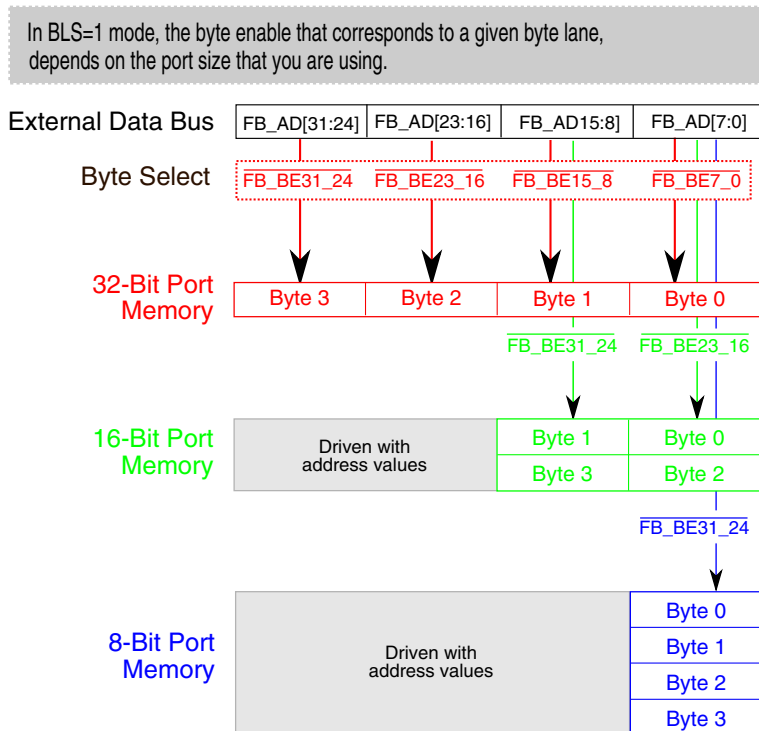 In BLS=1 mode, the byte enable that corresponds to a given byte lane,
depends on the port size that you are using.
External Data Bus FB_AD[31:24] FB_AD[23:16] FB_AD15:8] FB_AD[7:0]
Byte Select FB_BE31_24 FB_BE23_16 FB_BE15_8 FB_BE7_0
32-Bit Port
Memory
Byte 3 Byte 2 Byte 1 Byte 0
FB_BE31_24 FB_BE23_16
16-Bit Port
Memory
Driven with
address values
Byte 1 Byte 0
Byte 3 Byte 2
FB_BE31_24
8-Bit Port
Memory
Driven with
address values
Byte 0
Byte 1
Byte 2
Byte 3